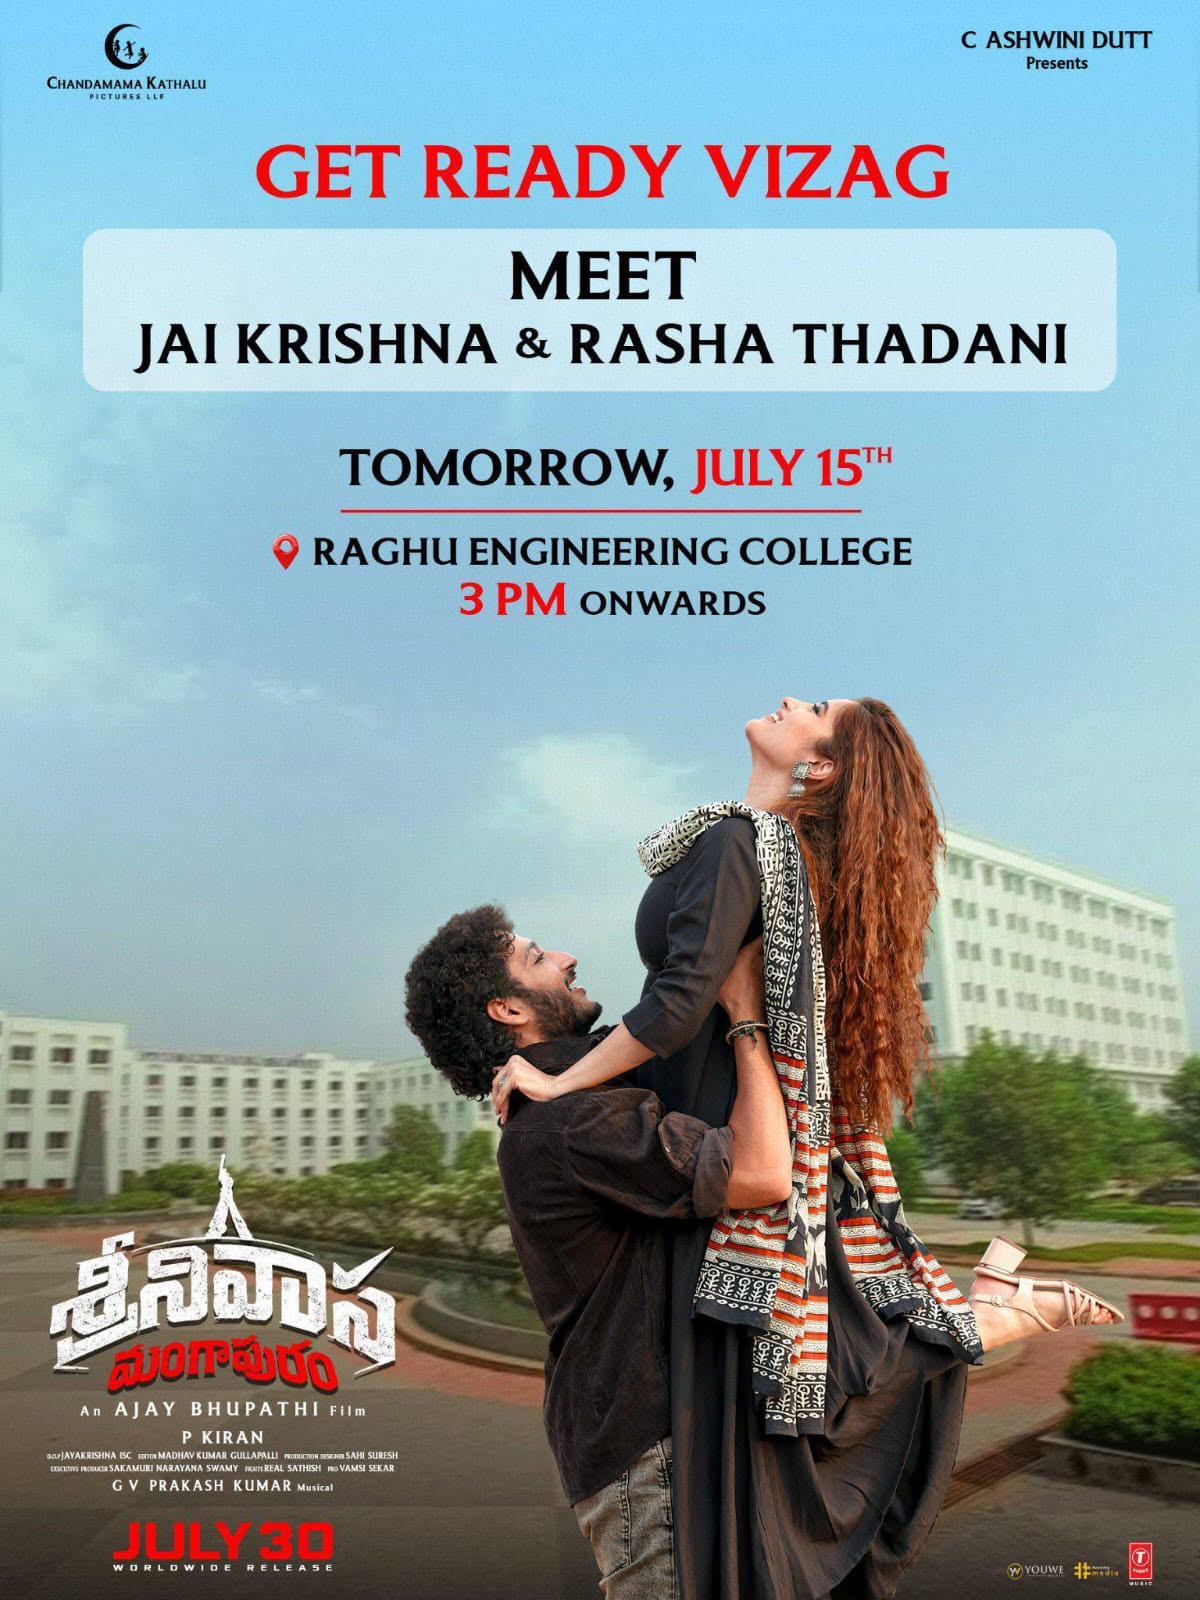 CHANDAMAMA KATHALU
PICTURES LLP
C ASHWINI DUTT
Presents
GET READY VIZAG
MEET
JAI KRISHNA & RASHA THADANI
TOMORROW, JULY 15TH
RAGHU ENGINEERING COLLEGE
3 PM ONWARDS
శ్రీనివాస
మంగాపురం
An AJAY BHUPATHI Film
P KIRAN
D.O.P JAYAKRISHNA ISC EDITOR MADHAV KUMAR GULLAPALLI PRODUCTION DESIGNER SAHI SURESH
EXECUTIVE PRODUCER SAKAMURI NARAYANA SWAMY FIGHTS REAL SATHISH PRO VAMSI SEKAR
G V PRAKASH KUMAR Musical
JULY 30
WORLDWIDE RELEASE
YOUWE
media
T
MUSIC